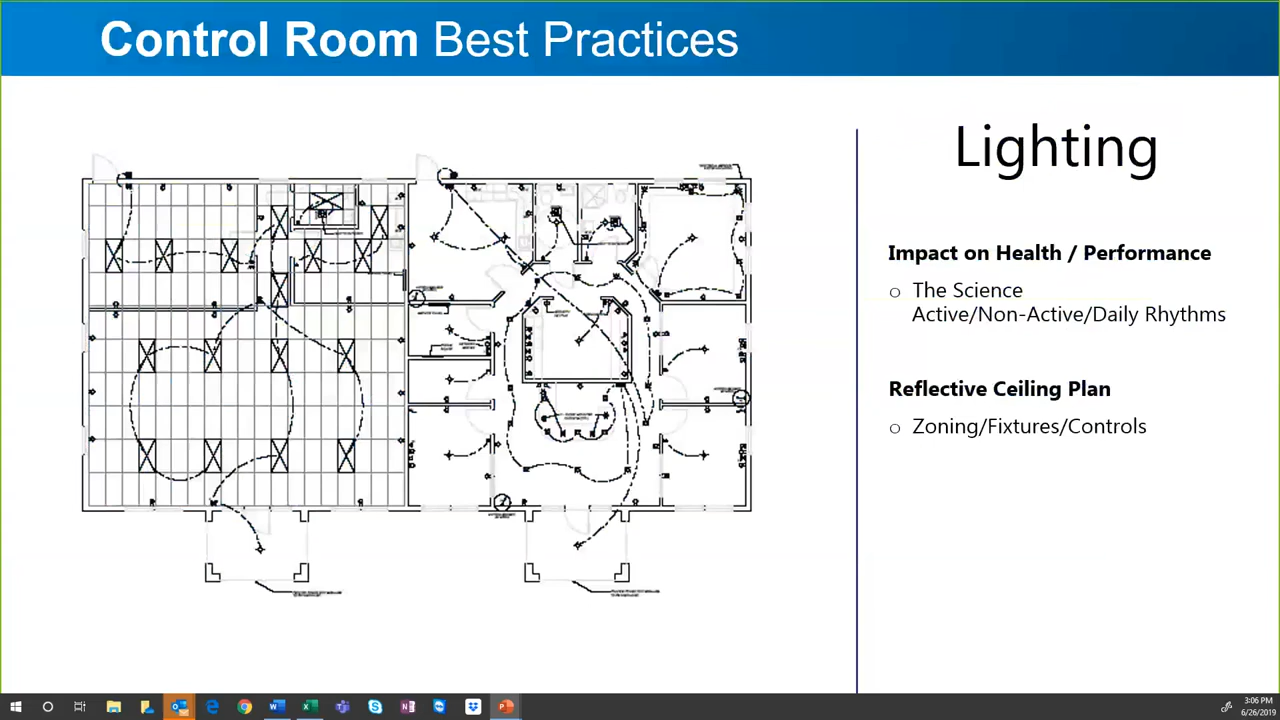 Control Room Best Practices
Lighting
Impact on Health / Performance
The Science
Active/Non-Active/Daily Rhythms
Reflective Ceiling Plan
Zoning/Fixtures/Controls
3:06 PM
6/26/2019